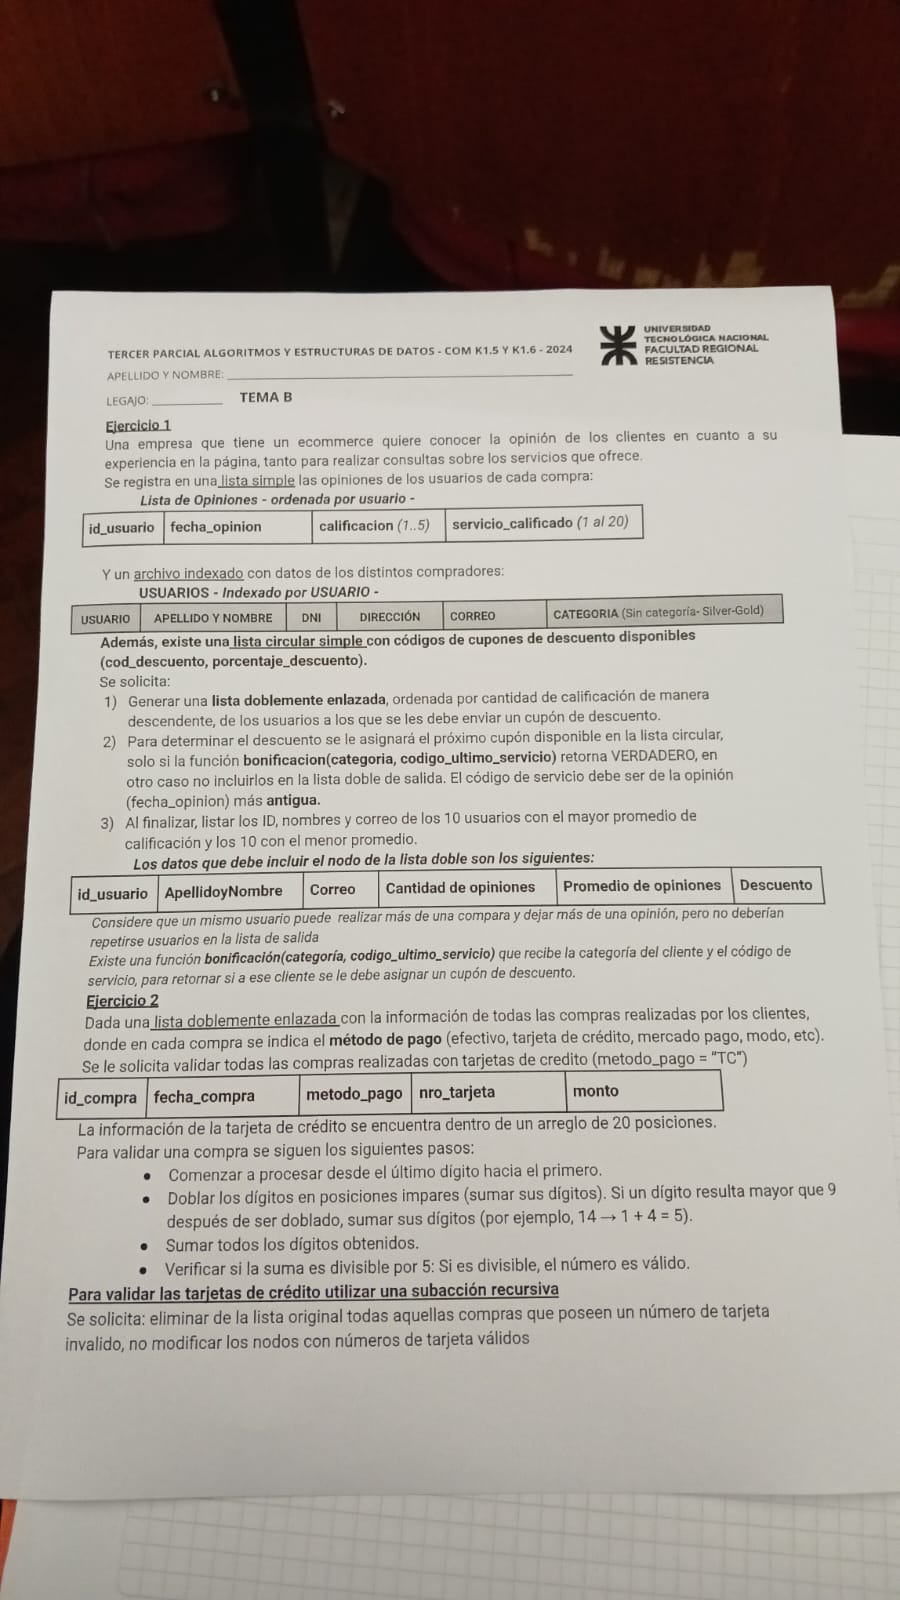 TERCER PARCIAL ALGORITMOS Y ESTRUCTURAS DE DATOS - COM K1.5 Y K1.6 - 2024
UNIVERSIDAD
TECNOLÓGICA NACIONAL
FACULTAD REGIONAL
RESISTENCIA
APELLIDO Y NOMBRE:
LEGAJO: TEMA B
Ejercicio 1
Una empresa que tiene un ecommerce quiere conocer la opinión de los clientes en cuanto a su
experiencia en la página, tanto para realizar consultas sobre los servicios que ofrece.
Se registra en una lista simple las opiniones de los usuarios de cada compra:
Lista de Opiniones - ordenada por usuario -
id_usuario fecha_opinion calificacion (1..5) servicio_calificado (1 al 20)
Y un archivo indexado con datos de los distintos compradores:
USUARIOS - Indexado por USUARIO -
USUARIO APELLIDO Y NOMBRE DNI DIRECCIÓN CORREO CATEGORIA (Sin categoría- Silver-Gold)
Además, existe una lista circular simple con códigos de cupones de descuento disponibles
(cod_descuento, porcentaje_descuento).
Se solicita:
1) Generar una lista doblemente enlazada, ordenada por cantidad de calificación de manera
descendente, de los usuarios a los que se les debe enviar un cupón de descuento.
2) Para determinar el descuento se le asignará el próximo cupón disponible en la lista circular,
solo si la función bonificacion(categoria, codigo_ultimo_servicio) retorna VERDADERO, en
otro caso no incluirlos en la lista doble de salida. El código de servicio debe ser de la opinión
(fecha_opinion) más antigua.
3) Al finalizar, listar los ID, nombres y correo de los 10 usuarios con el mayor promedio de
calificación y los 10 con el menor promedio.
Los datos que debe incluir el nodo de la lista doble son los siguientes:
id_usuario ApellidoyNombre Correo Cantidad de opiniones Promedio de opiniones Descuento
Considere que un mismo usuario puede realizar más de una compara y dejar más de una opinión, pero no deberían
repetirse usuarios en la lista de salida
Existe una función bonificación(categoría, codigo_ultimo_servicio) que recibe la categoría del cliente y el código de
servicio, para retornar si a ese cliente se le debe asignar un cupón de descuento.
Ejercicio 2
Dada una lista doblemente enlazada con la información de todas las compras realizadas por los clientes,
donde en cada compra se indica el método de pago (efectivo, tarjeta de crédito, mercado pago, modo, etc).
Se le solicita validar todas las compras realizadas con tarjetas de credito (metodo_pago = "TC")
id_compra fecha_compra metodo_pago nro_tarjeta monto
La información de la tarjeta de crédito se encuentra dentro de un arreglo de 20 posiciones.
Para validar una compra se siguen los siguientes pasos:
● Comenzar a procesar desde el último dígito hacia el primero.
● Doblar los dígitos en posiciones impares (sumar sus dígitos). Si un dígito resulta mayor que 9
después de ser doblado, sumar sus dígitos (por ejemplo, 14 → 1 + 4 = 5).
● Sumar todos los dígitos obtenidos.
● Verificar si la suma es divisible por 5: Si es divisible, el número es válido.
Para validar las tarjetas de crédito utilizar una subacción recursiva
Se solicita: eliminar de la lista original todas aquellas compras que poseen un número de tarjeta
invalido, no modificar los nodos con números de tarjeta válidos